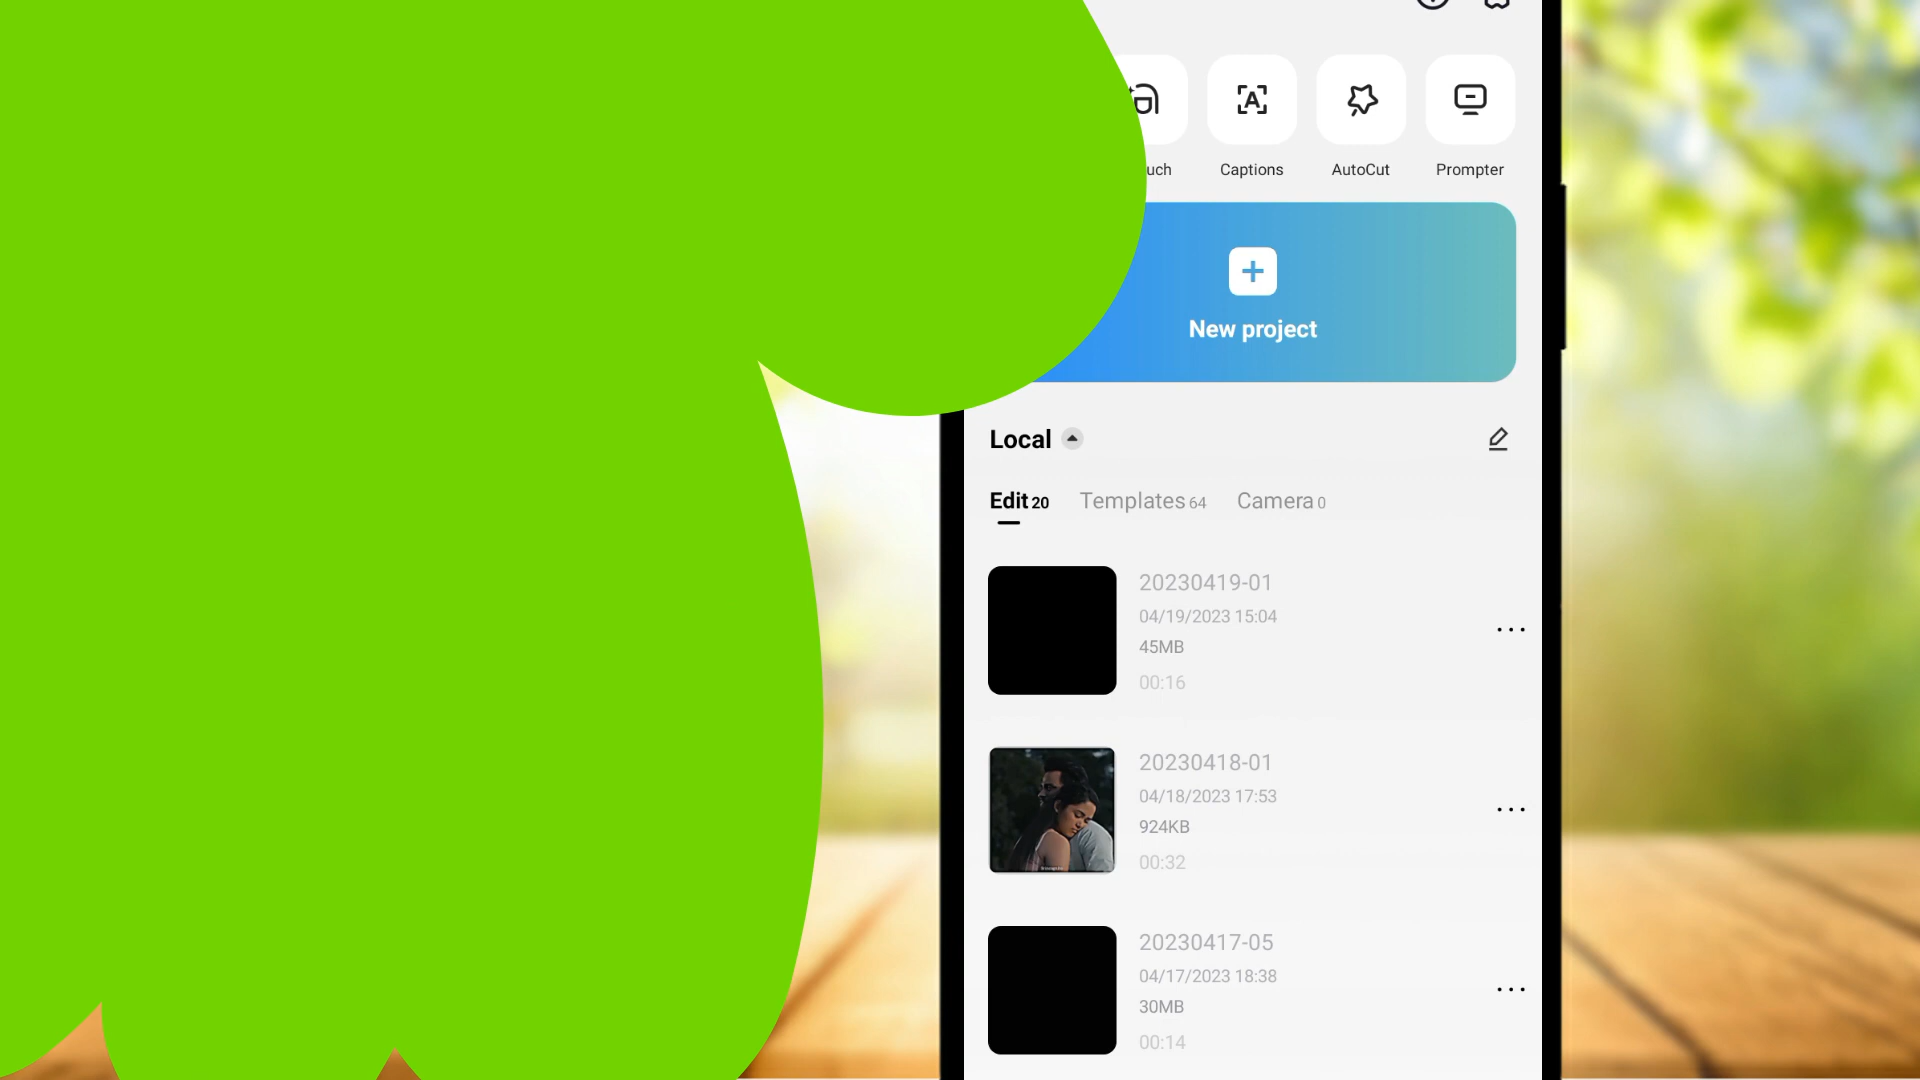 uch Captions AutoCut Prompter
New project
Local
Edit 20 Templates 64 Camera 0
20230419-01
04/19/2023 15:04
45MB
00:16
20230418-01
04/18/2023 17:53
924KB
00:32
20230417-05
04/17/2023 18:38
30MB
00:14